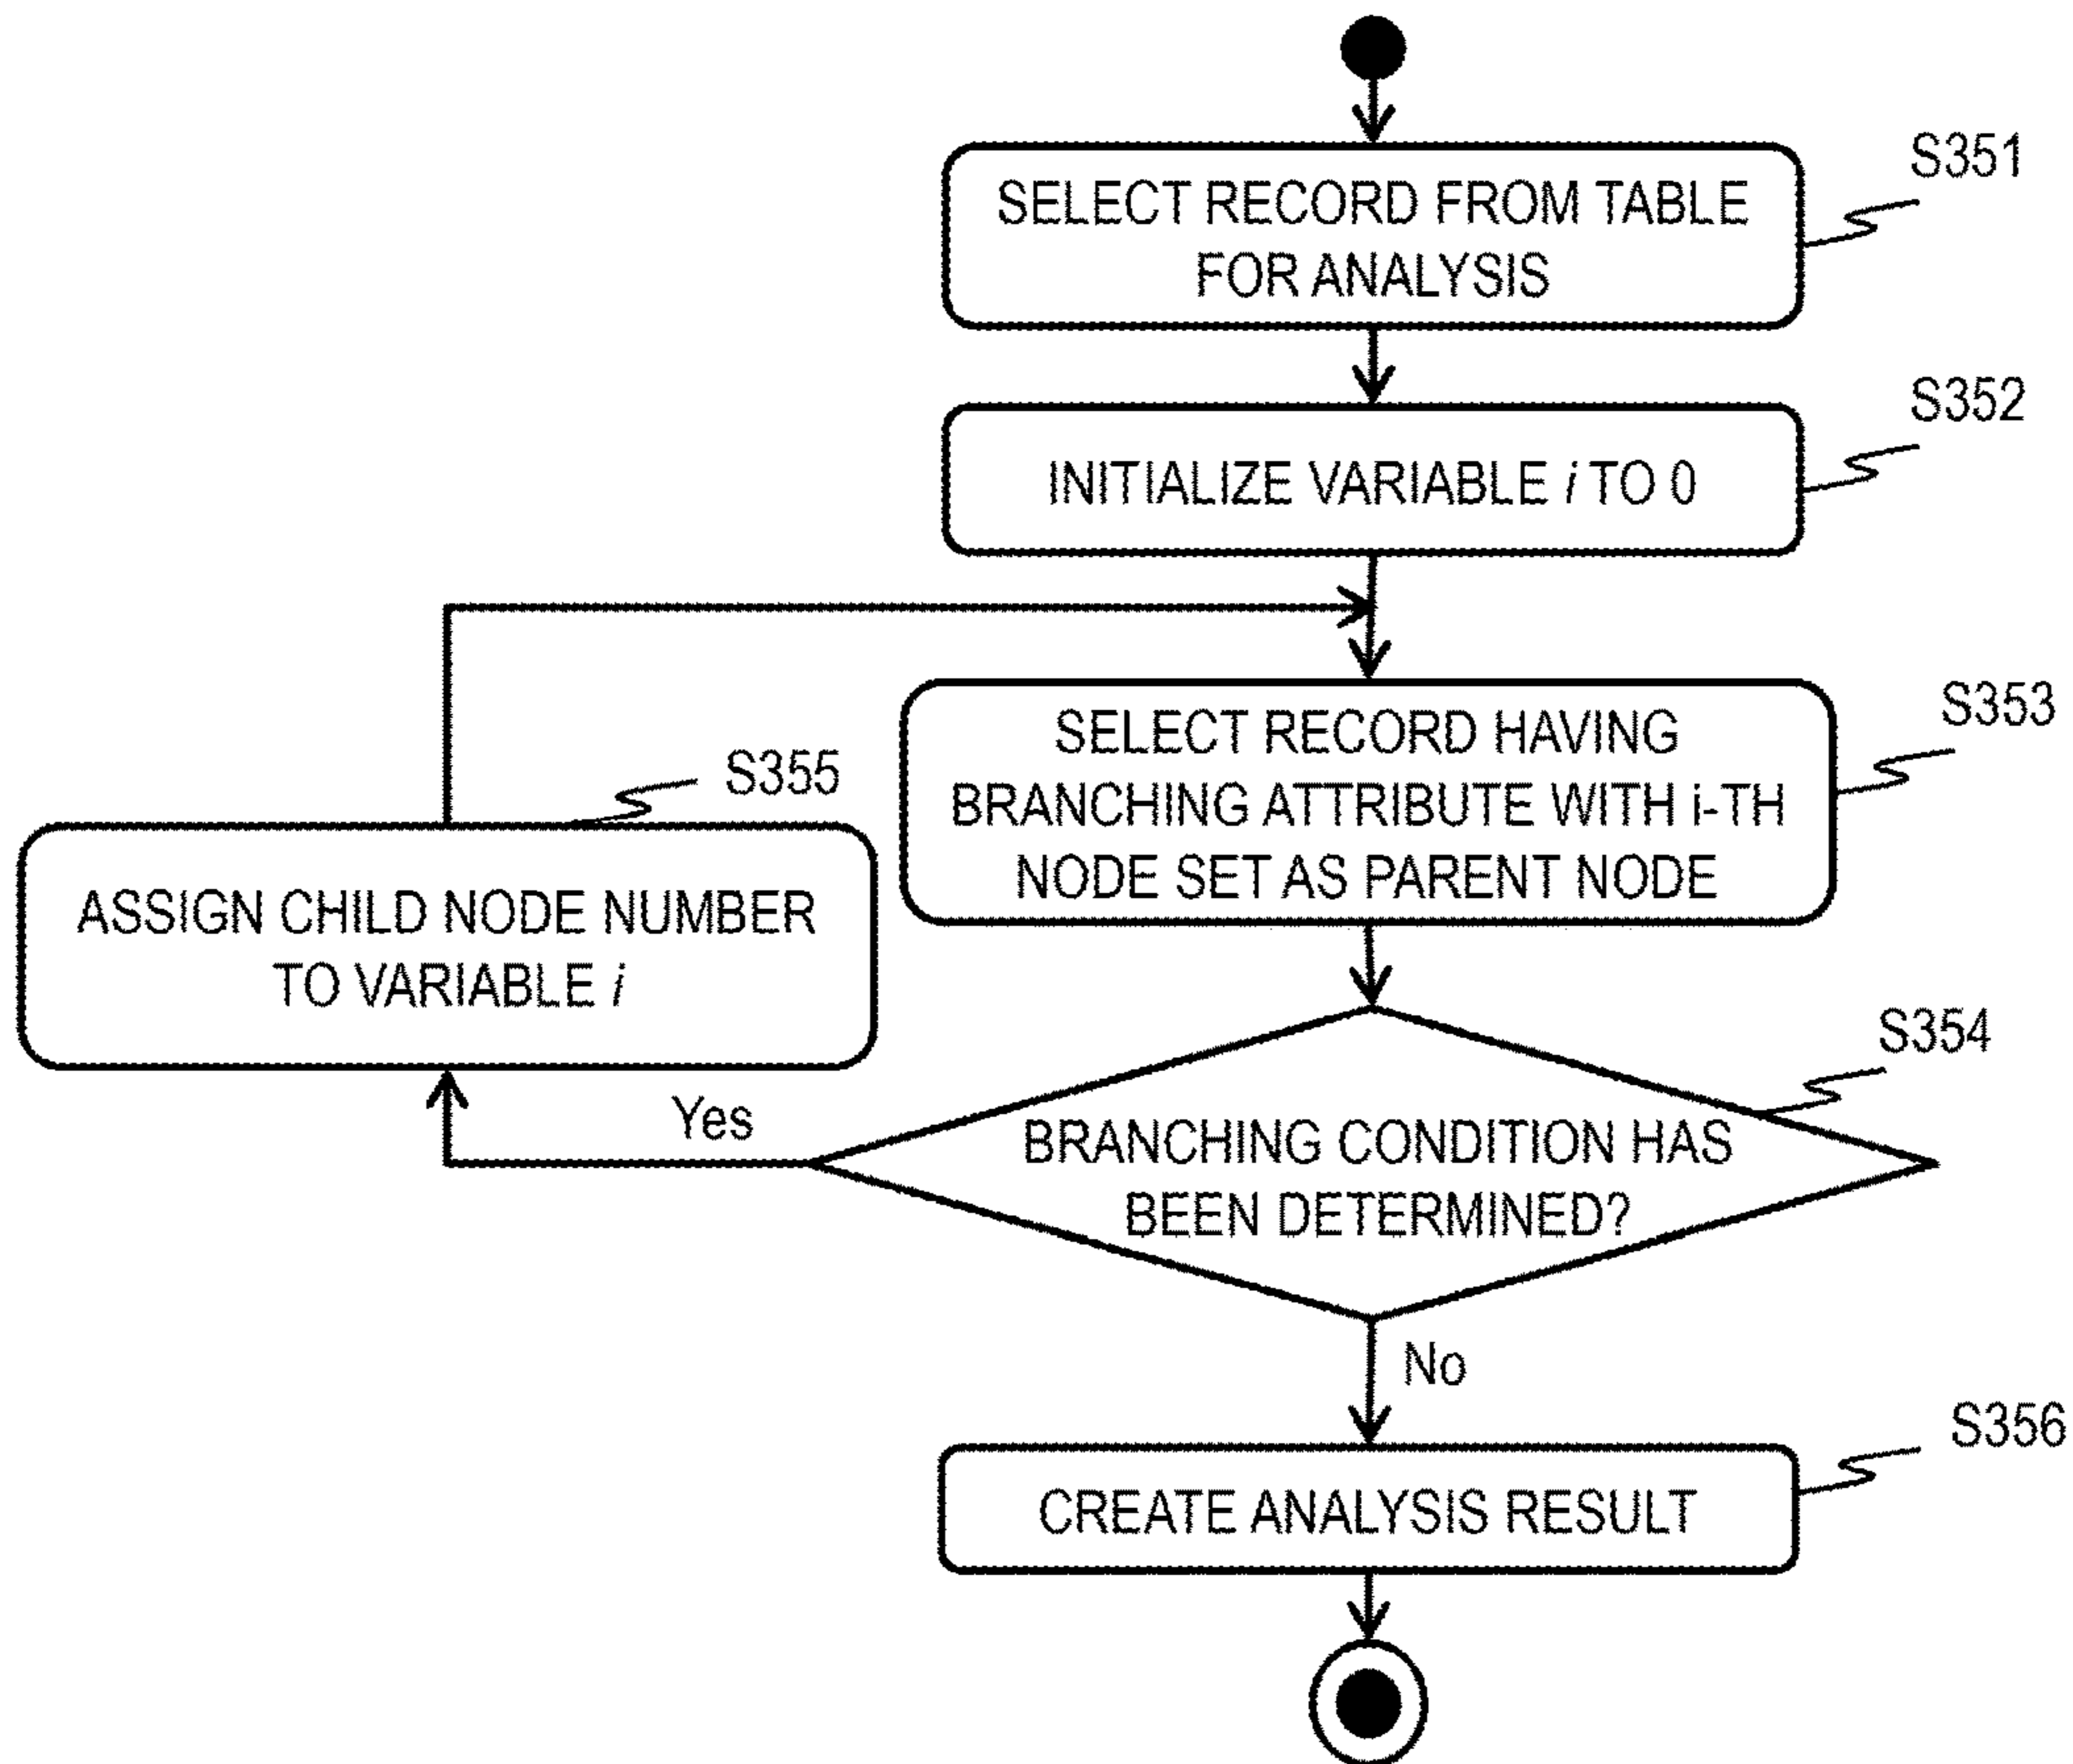 S351
SELECT RECORD FROM TABLE
FOR ANALYSIS
S352
INITIALIZE VARIABLE i TO 0
S353
SELECT RECORD HAVING
BRANCHING ATTRIBUTE WITH i-TH
NODE SET AS PARENT NODE
S355
ASSIGN CHILD NODE NUMBER
TO VARIABLE i
S354
Yes
BRANCHING CONDITION HAS
BEEN DETERMINED?
No
S356
CREATE ANALYSIS RESULT